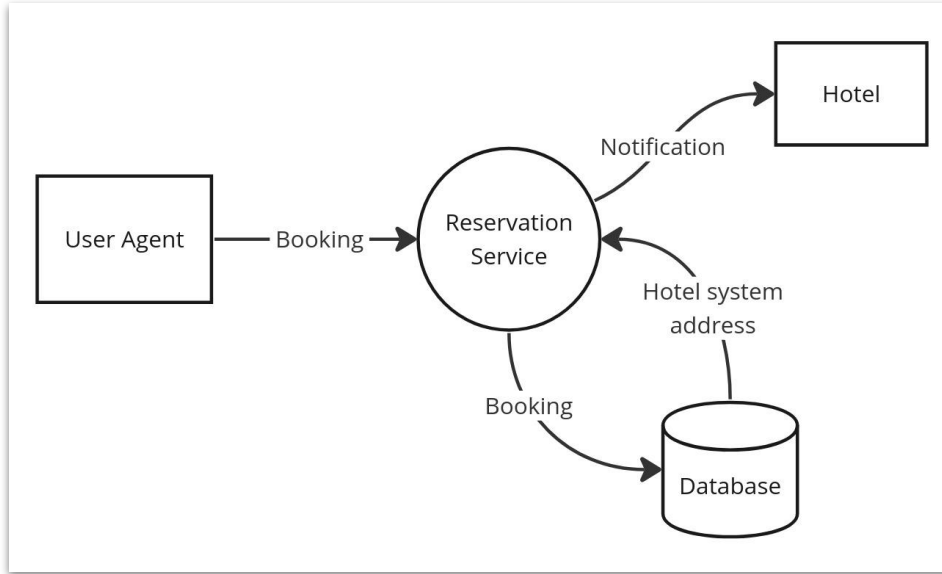 Hotel
Notification
User Agent
Booking
Reservation
Service
Hotel system
address
Booking
Database